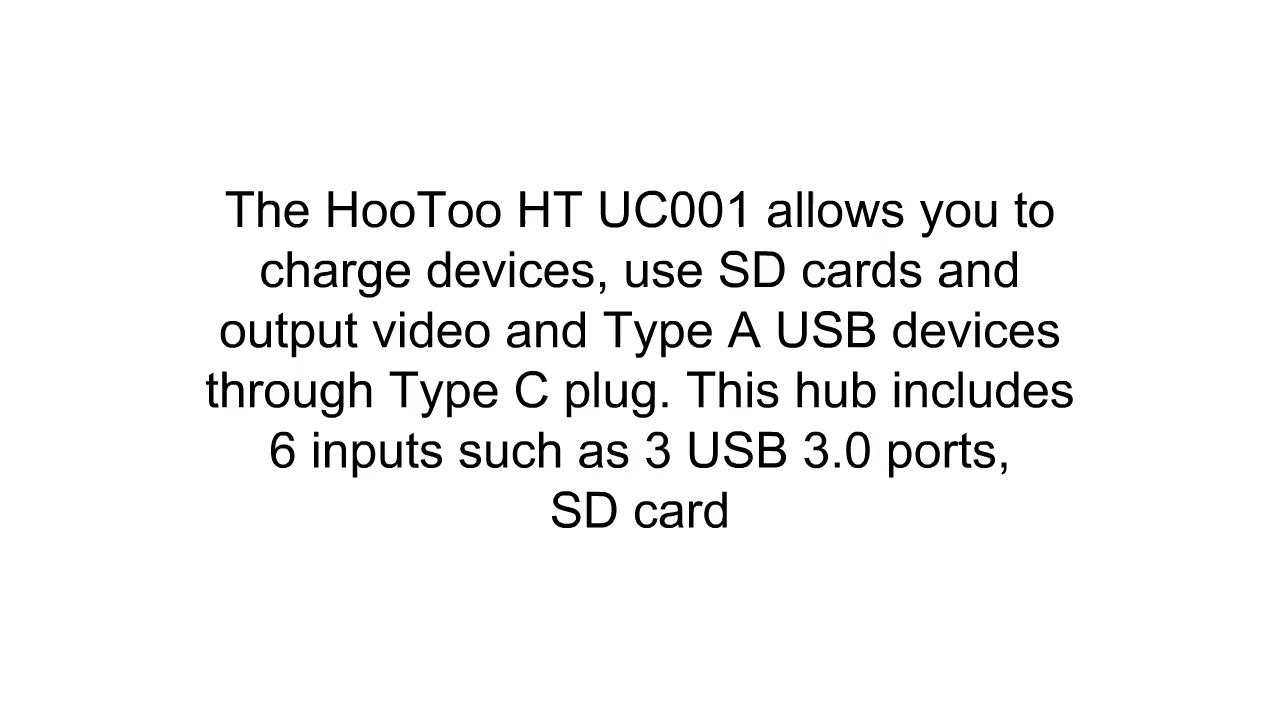 The HooToo HT UC001 allows you to
charge devices, use SD cards and
output video and Type A USB devices
through Type C plug. This hub includes
6 inputs such as 3 USB 3.0 ports,
SD card